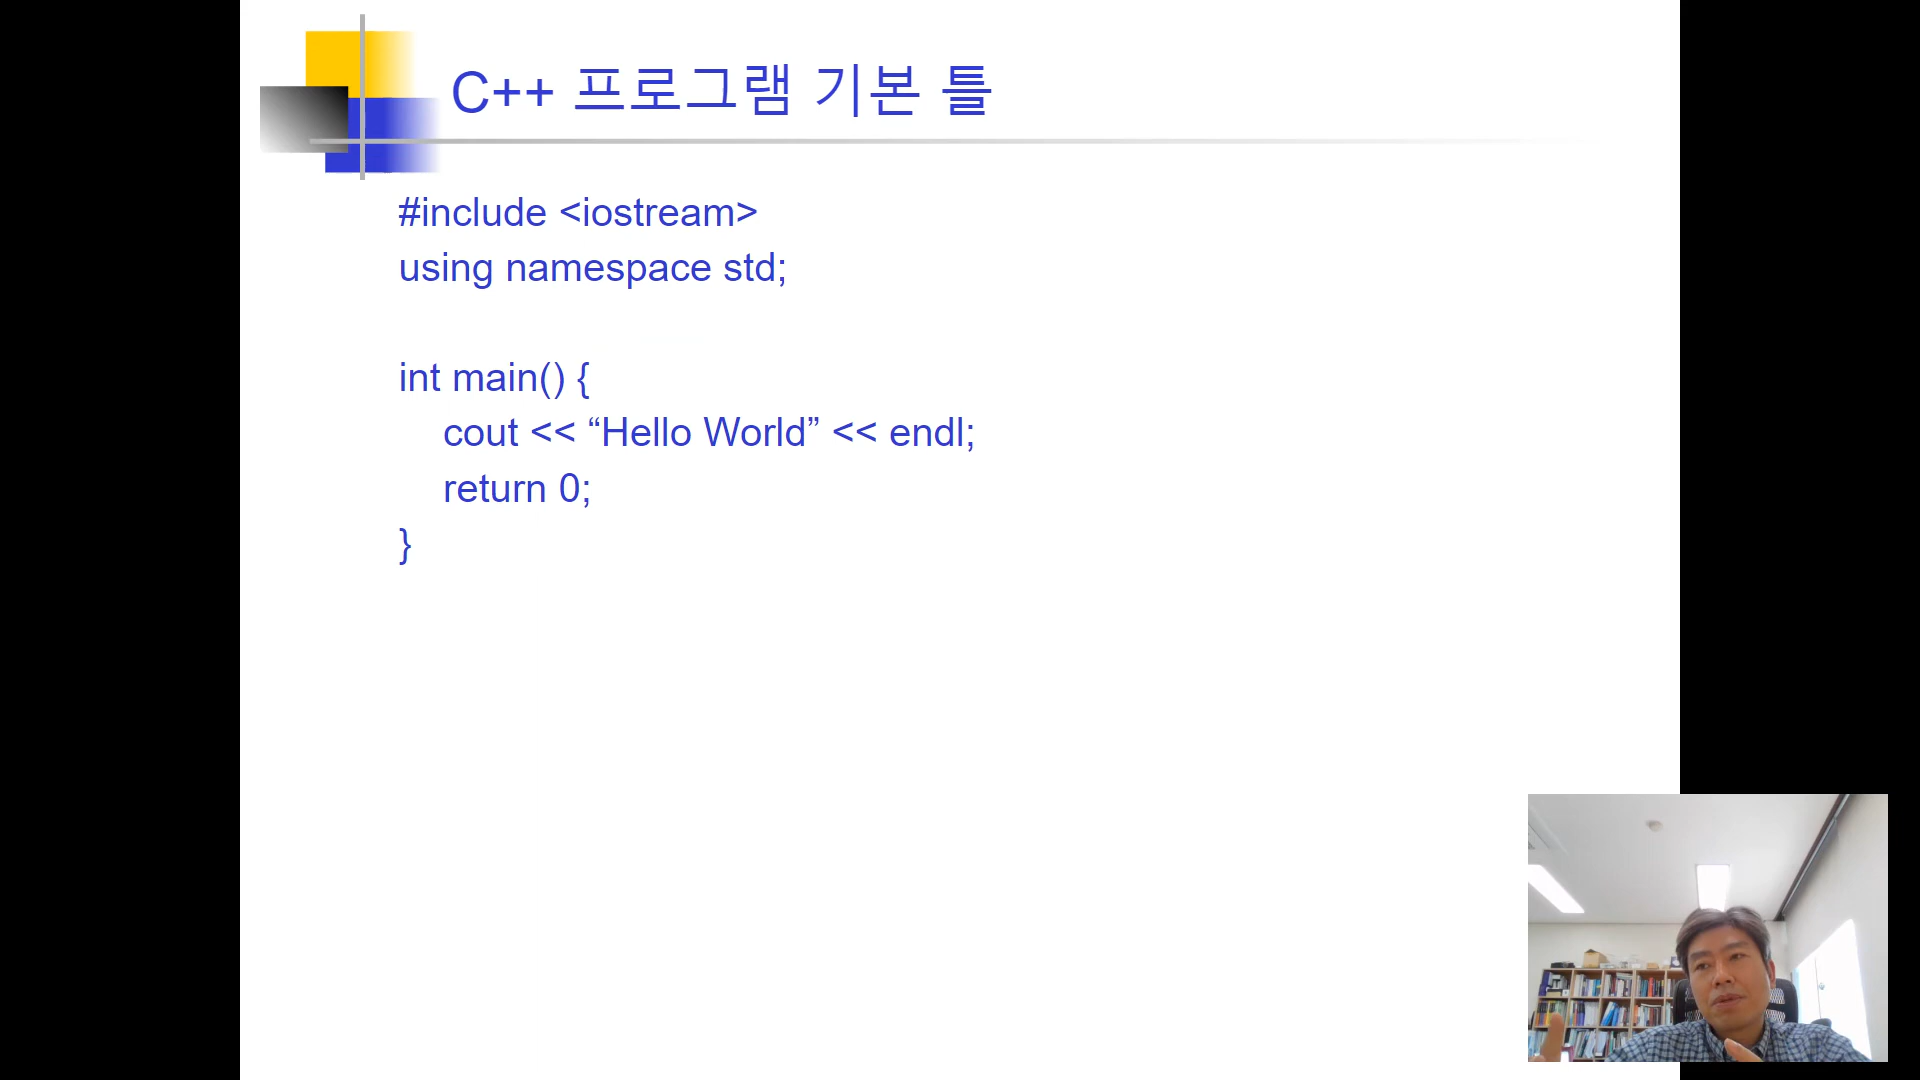 C++ 프로그램 기본 틀
#include <iostream>
using namespace std;
int main() {
cout << “Hello World” << endl;
return 0;
}